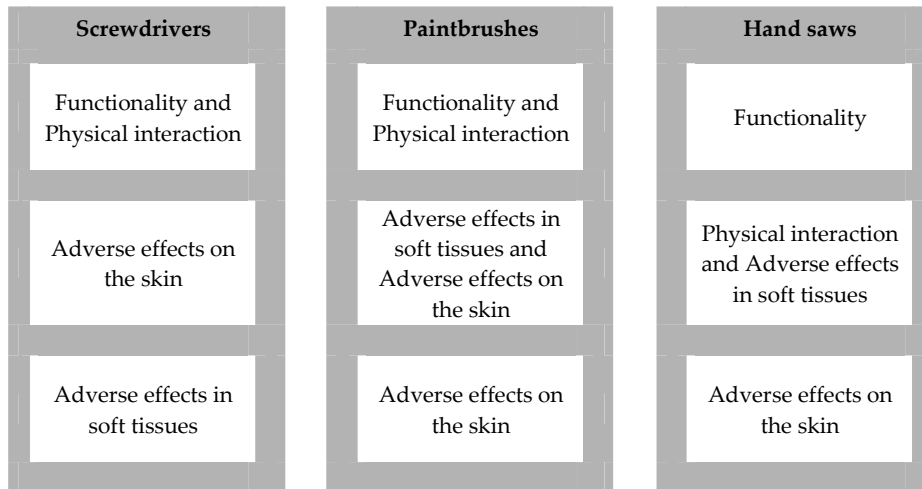 Screwdrivers
Functionality and
Physical interaction
Adverse effects on
the skin
Adverse effects in
soft tissues
Paintbrushes
Functionality and
Physical interaction
Adverse effects in
soft tissues and
Adverse effects on
the skin
Adverse effects on
the skin
Hand saws
Functionality
Physical interaction
and Adverse effects
in soft tissues
Adverse effects on
the skin